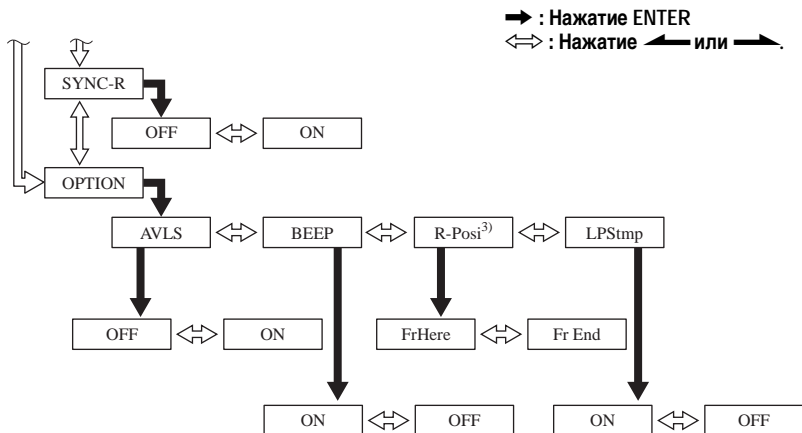 : Нажатие ENTER
: Нажатие или .
SYNC-R
OFF ON
OPTION
AVLS BEEP R-Posi3) LPStmp
OFF ON FrHere Fr End
ON OFF ON OFF